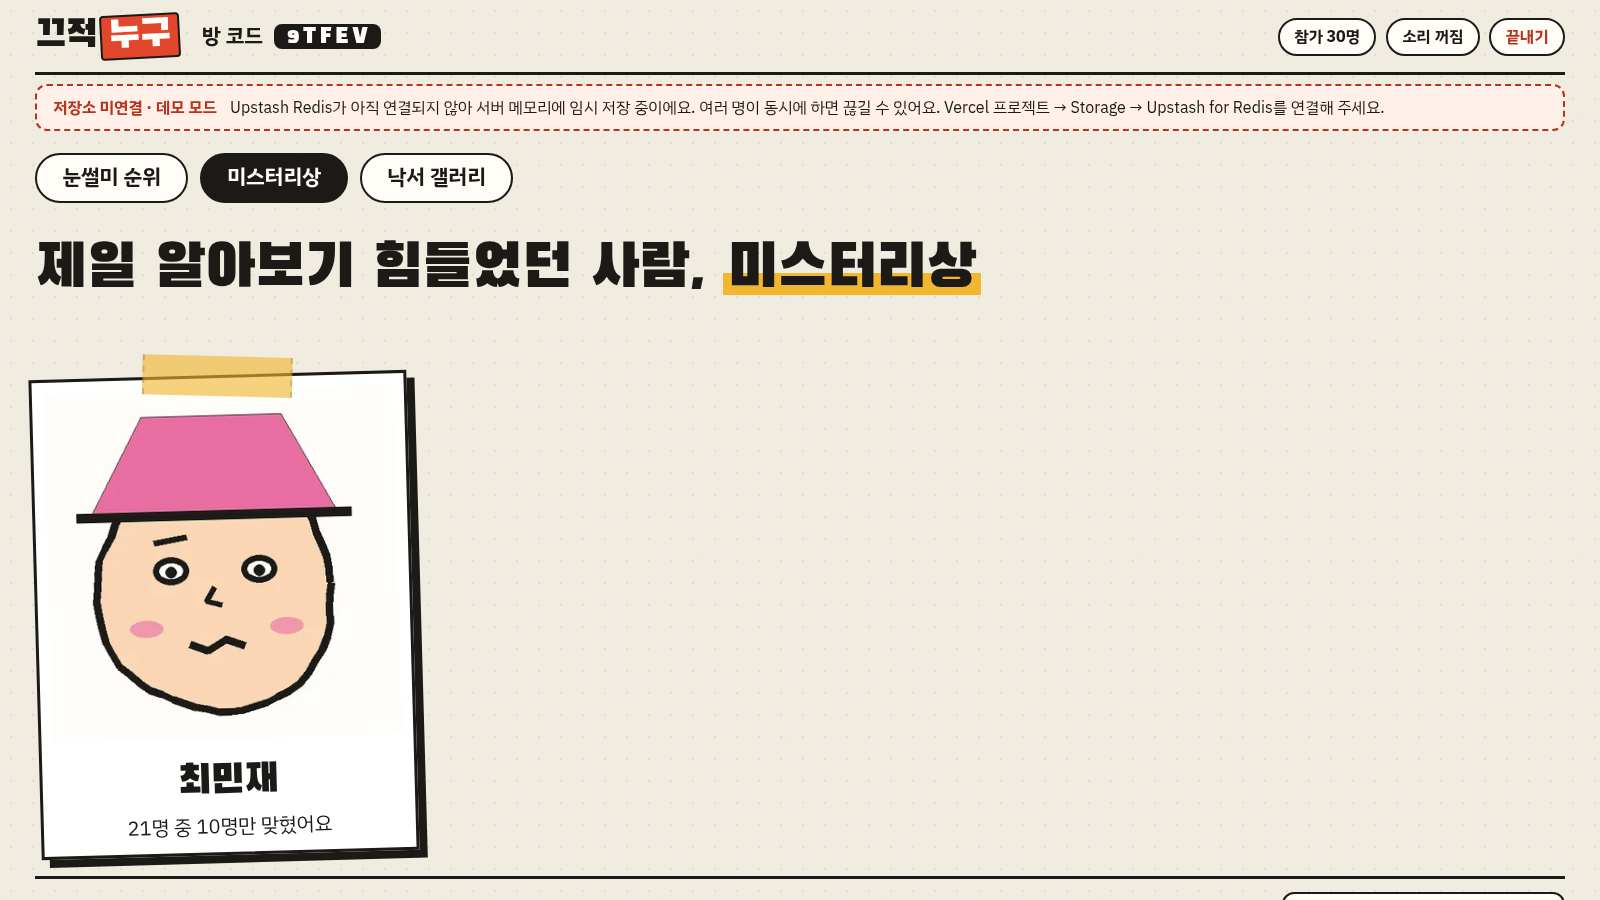 끄적 누구 방 코드 9TFEV 참가 30명 소리 꺼짐 끝내기
저장소 미연결 · 데모 모드 Upstash Redis가 아직 연결되지 않아 서버 메모리에 임시 저장 중이에요. 여러 명이 동시에 하면 끊길 수 있어요. Vercel 프로젝트 → Storage → Upstash for Redis를 연결해 주세요.
눈썰미 순위 미스터리상 낙서 갤러리
제일 알아보기 힘들었던 사람, 미스터리상
최민재
21명 중 10명만 맞혔어요